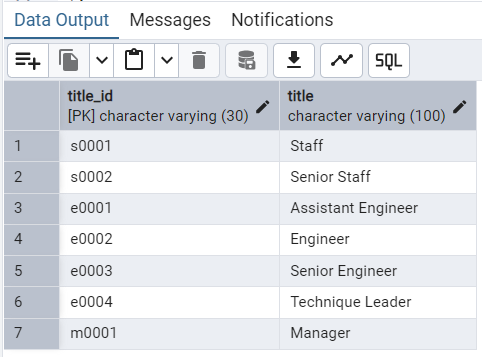 Data Output Messages Notifications
SQL
title_id title
[PK] character varying (30) character varying (100)
1 s0001 Staff
2 s0002 Senior Staff
3 e0001 Assistant Engineer
4 e0002 Engineer
5 e0003 Senior Engineer
6 e0004 Technique Leader
7 m0001 Manager